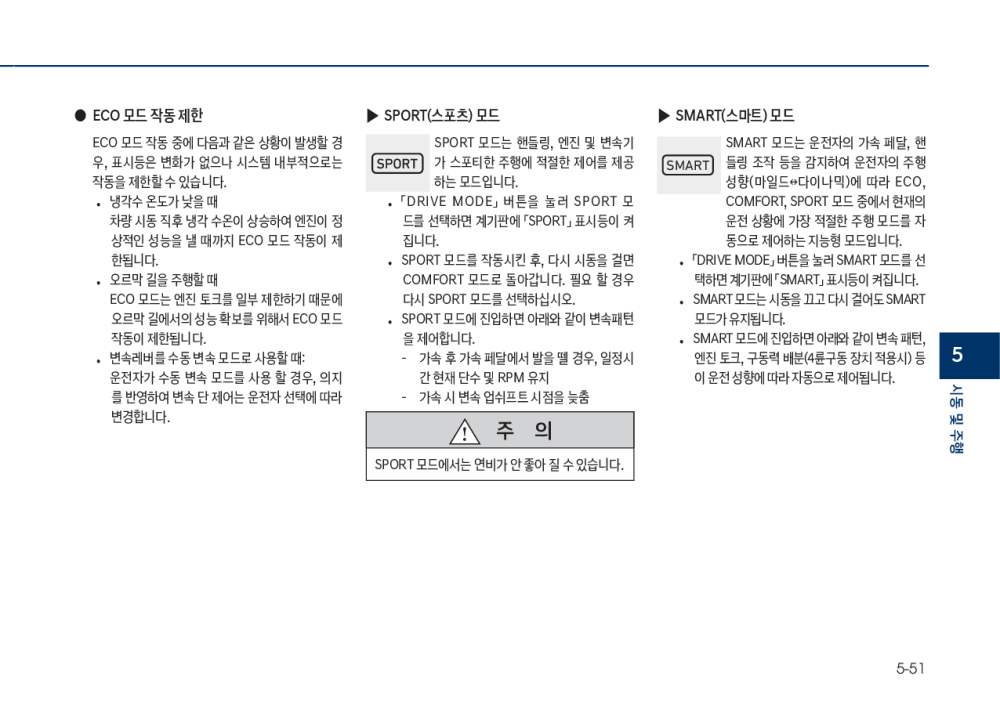 ● ECO 모드 작동 제한
ECO 모드 작동 중에 다음과 같은 상황이 발생할 경
우, 표시등은 변화가 없으나 시스템 내부적으로는
작동을 제한할 수 있습니다.
• 냉각수 온도가 낮을 때
차량 시동 직후 냉각 수온이 상승하여 엔진이 정
상적인 성능을 낼 때까지 ECO 모드 작동이 제
한됩니다.
• 오르막 길을 주행할 때
ECO 모드는 엔진 토크를 일부 제한하기 때문에
오르막 길에서의 성능 확보를 위해서 ECO 모드
작동이 제한됩니다.
• 변속레버를 수동 변속 모드로 사용할 때:
운전자가 수동 변속 모드를 사용 할 경우, 의지
를 반영하여 변속 단 제어는 운전자 선택에 따라
변경합니다.
▶ SPORT(스포츠) 모드
SPORT
SPORT 모드는 핸들링, 엔진 및 변속기
가 스포티한 주행에 적절한 제어를 제공
하는 모드입니다.
• 「DRIVE MODE」 버튼을 눌러 SPORT 모
드를 선택하면 계기판에 「SPORT」 표시등이 켜
집니다.
• SPORT 모드를 작동시킨 후, 다시 시동을 걸면
COMFORT 모드로 돌아갑니다. 필요 할 경우
다시 SPORT 모드를 선택하십시오.
• SPORT 모드에 진입하면 아래와 같이 변속패턴
을 제어합니다.
- 가속 후 가속 페달에서 발을 뗄 경우, 일정시
간 현재 단수 및 RPM 유지
- 가속 시 변속 업쉬프트 시점을 늦춤
주 의
SPORT 모드에서는 연비가 안 좋아 질 수 있습니다.
▶ SMART(스마트) 모드
SMART
SMART 모드는 운전자의 가속 페달, 핸
들링 조작 등을 감지하여 운전자의 주행
성향(마일드↔다이나믹)에 따라 ECO,
COMFORT, SPORT 모드 중에서 현재의
운전 상황에 가장 적절한 주행 모드를 자
동으로 제어하는 지능형 모드입니다.
• 「DRIVE MODE」 버튼을 눌러 SMART 모드를 선
택하면 계기판에 「SMART」 표시등이 켜집니다.
• SMART 모드는 시동을 끄고 다시 걸어도 SMART
모드가 유지됩니다.
• SMART 모드에 진입하면 아래와 같이 변속 패턴,
엔진 토크, 구동력 배분(4륜구동 장치 적용시) 등
이 운전 성향에 따라 자동으로 제어됩니다.
5
시동 및 주행
5-51